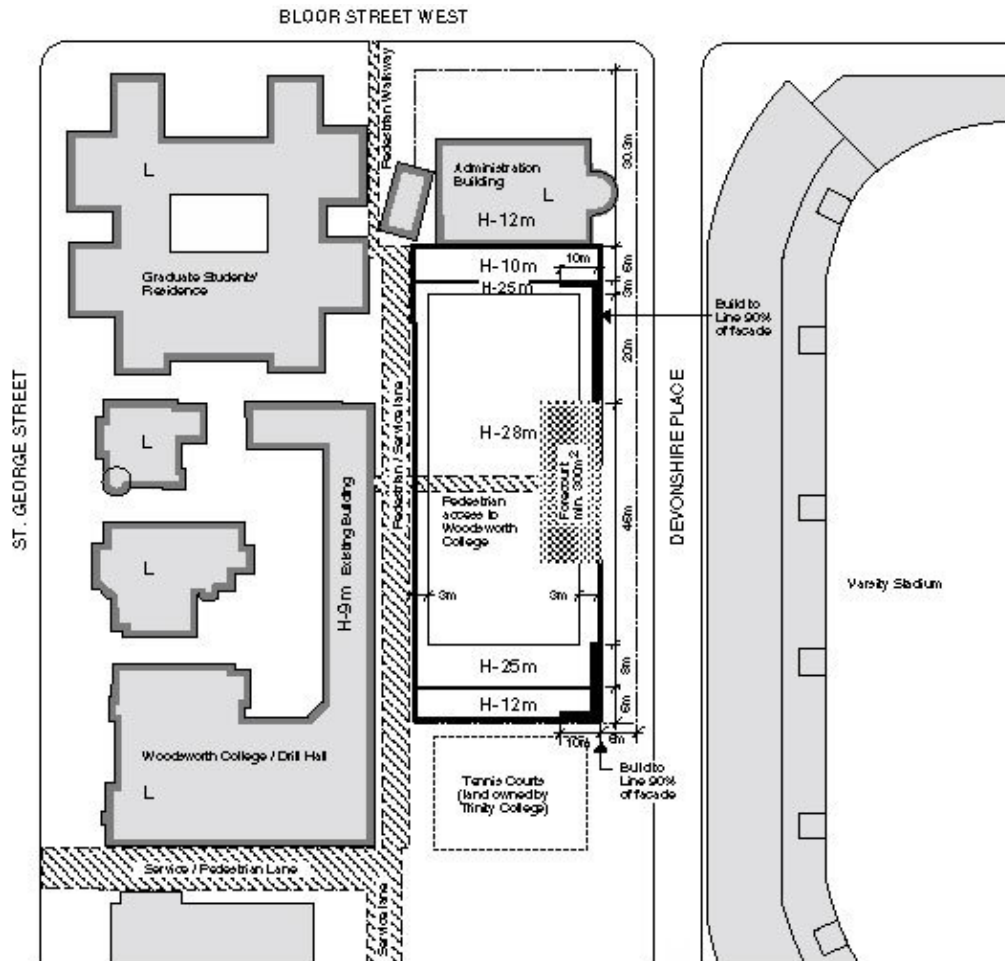 BLOOR STREET WEST
Pedestrian Walkway
Administration
Building
L
H-12m
30.3m
L
Graduate Students'
Residence
H-10m
10m
6m
H-25m
3m
Build to
Line 90%
of facade
20m
ST. GEORGE STREET
DEVONSHIRE PLACE
Pedestrian / Service lane
L
H-28m
Forecourt
min. 300m2
Pedestrian
access to
Woodsworth
College
46m
H-9m Existing Building
L
Varsity Stadium
3m
3m
H-25m
8m
H-12m
6m
10m
6m
Woodsworth College / Drill Hall
L
Build to
Line 90%
of facade
Tennis Courts
(land owned by
Trinity College)
Service / Pedestrian Lane
Service lane